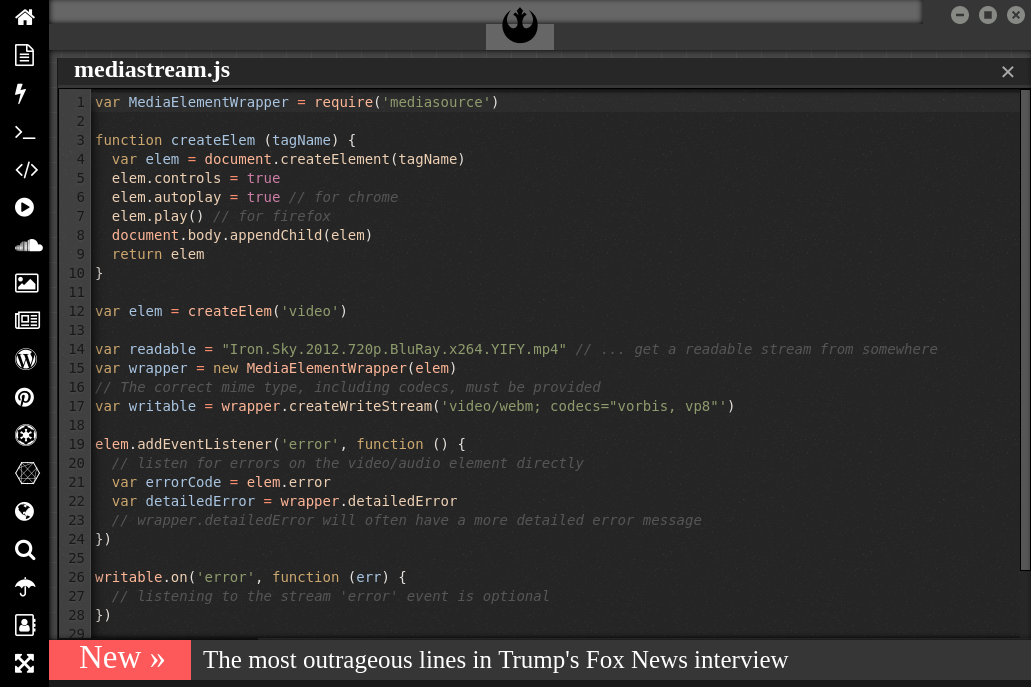 mediastream.js
1 var MediaElementWrapper = require('mediasource')
2
3 function createElem (tagName) {
4   var elem = document.createElement(tagName)
5   elem.controls = true
6   elem.autoplay = true // for chrome
7   elem.play() // for firefox
8   document.body.appendChild(elem)
9   return elem
10 }
11
12 var elem = createElem('video')
13
14 var readable = "Iron.Sky.2012.720p.BluRay.x264.YIFY.mp4" // ... get a readable stream from somewhere
15 var wrapper = new MediaElementWrapper(elem)
16 // The correct mime type, including codecs, must be provided
17 var writable = wrapper.createWriteStream('video/webm; codecs="vorbis, vp8"')
18
19 elem.addEventListener('error', function () {
20   // listen for errors on the video/audio element directly
21   var errorCode = elem.error
22   var detailedError = wrapper.detailedError
23   // wrapper.detailedError will often have a more detailed error message
24 })
25
26 writable.on('error', function (err) {
27   // listening to the stream 'error' event is optional
28 })
29
New » The most outrageous lines in Trump's Fox News interview